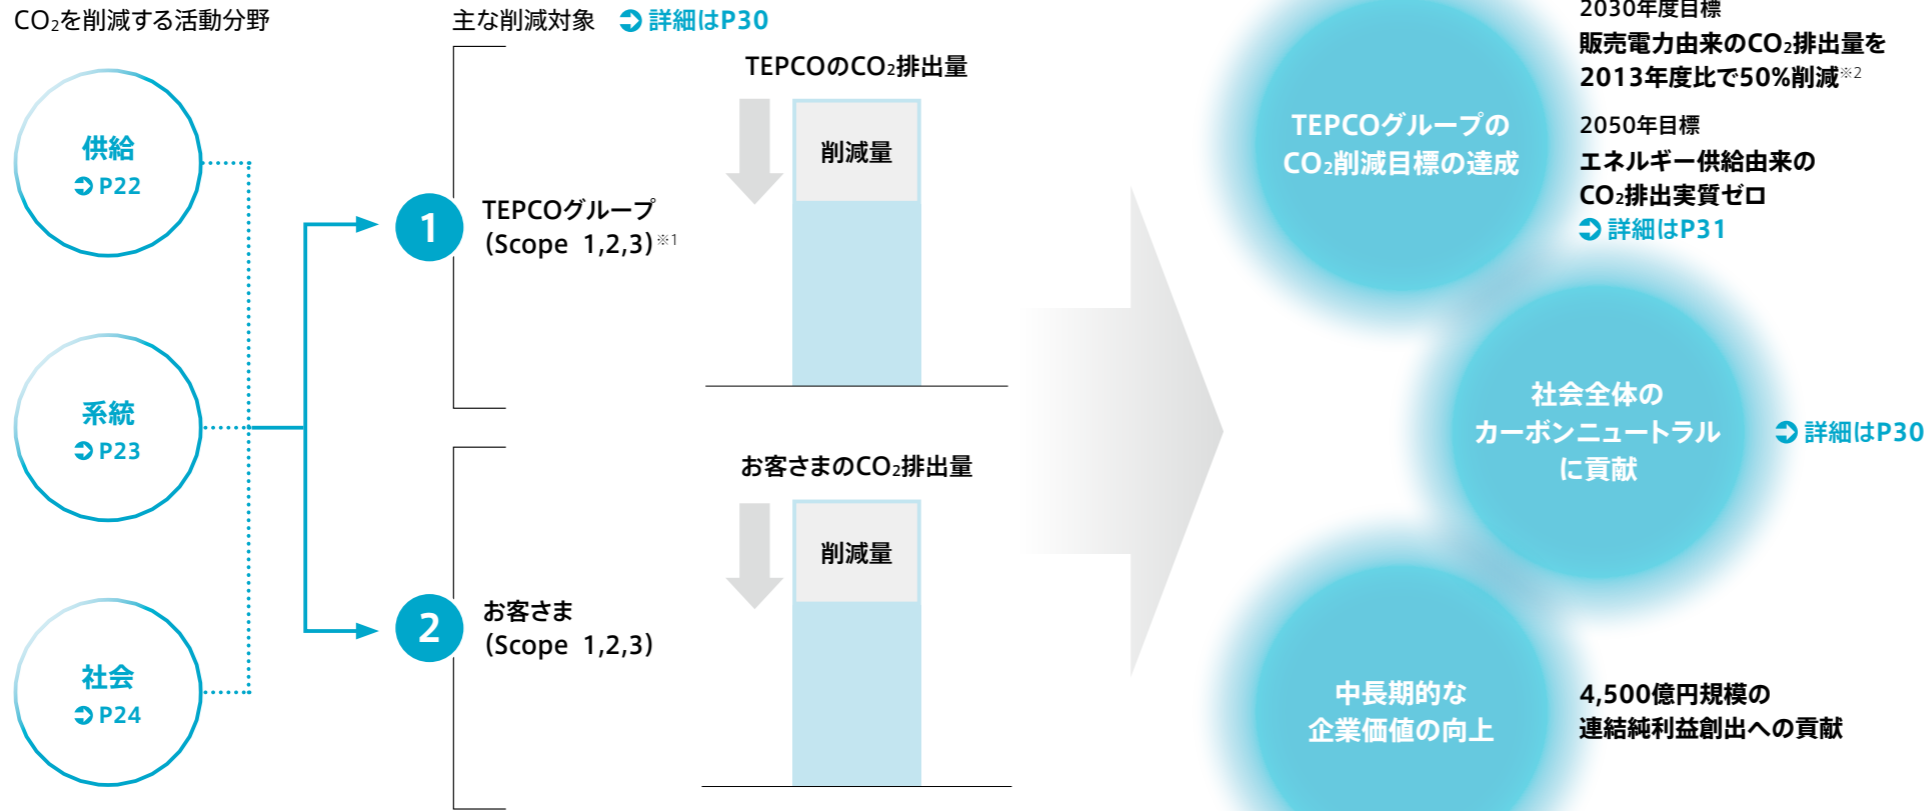 CO₂を削減する活動分野
供給
P22
系統
P23
社会
P24
主な削減対象 詳細はP30
1
TEPCOグループ
(Scope 1,2,3)※1
TEPCOのCO₂排出量
削減量
2
お客さま
(Scope 1,2,3)
お客さまのCO₂排出量
削減量
TEPCOグループの
CO₂削減目標の達成
2030年度目標
販売電力由来のCO₂排出量を
2013年度比で50%削減※2
2050年目標
エネルギー供給由来の
CO₂排出実質ゼロ
詳細はP31
社会全体の
カーボンニュートラル
に貢献
詳細はP30
中長期的な
企業価値の向上
4,500億円規模の
連結純利益創出への貢献